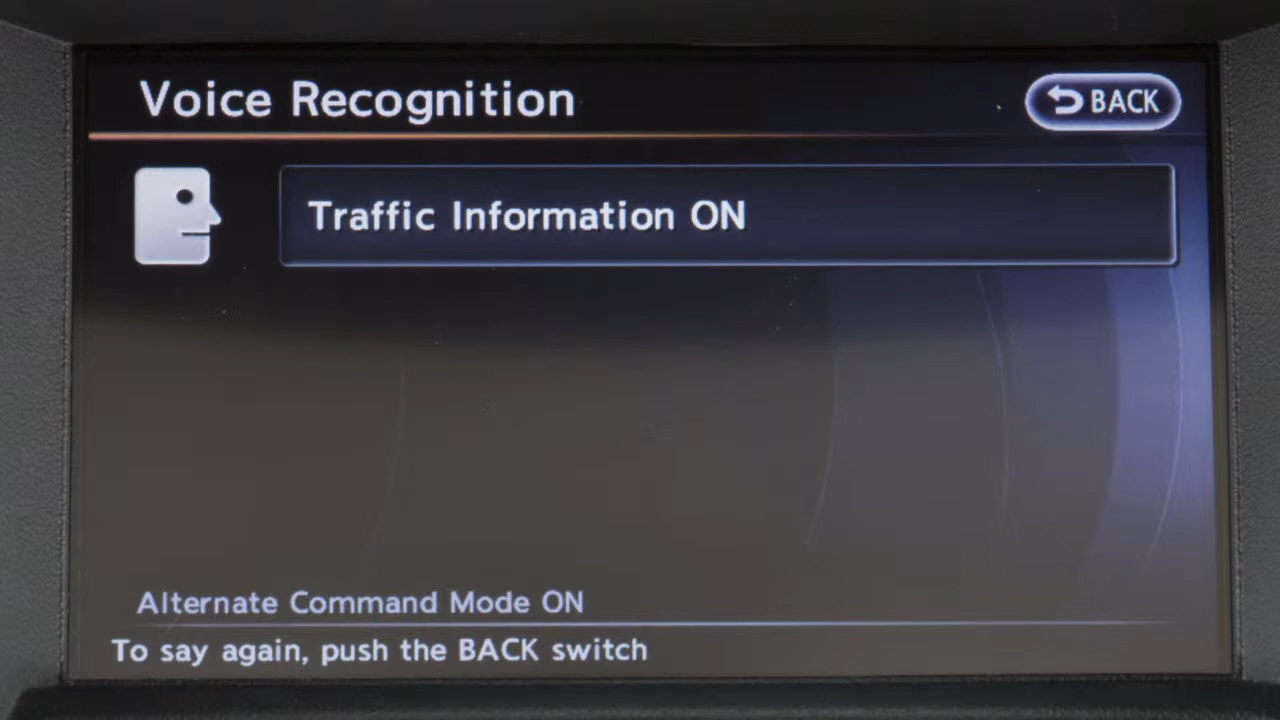 Voice Recognition
BACK
Traffic Information ON
Alternate Command Mode ON
To say again, push the BACK switch